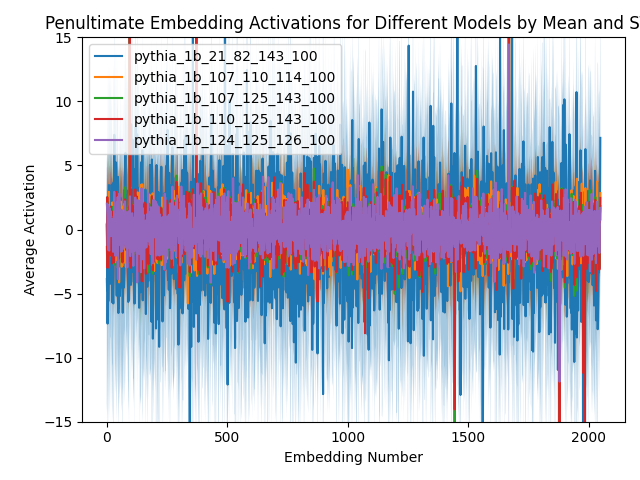 Penultimate Embedding Activations for Different Models by Mean and S
15
10
5
0
−5
−10
−15
Average Activation
pythia_1b_21_82_143_100
pythia_1b_107_110_114_100
pythia_1b_107_125_143_100
pythia_1b_110_125_143_100
pythia_1b_124_125_126_100
0 500 1000 1500 2000
Embedding Number